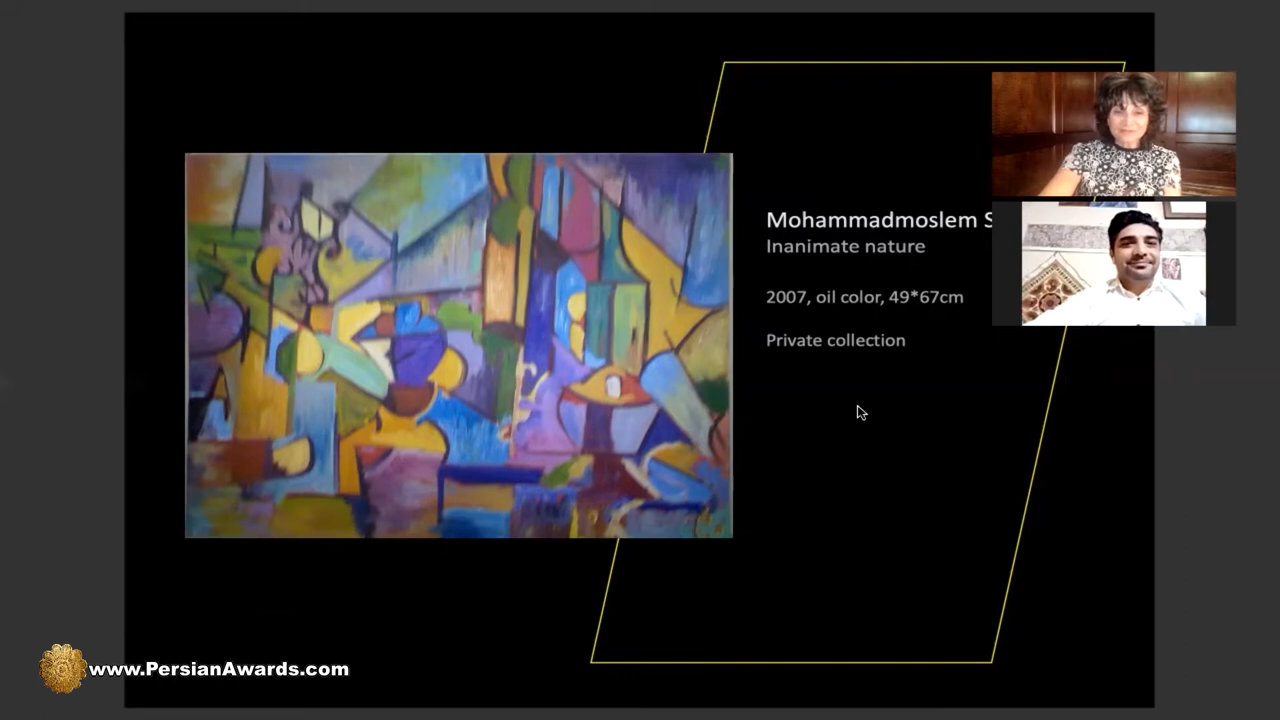 Mohammadmoslem S
Inanimate nature
2007, oil color, 49*67cm
Private collection
www.PersianAwards.com